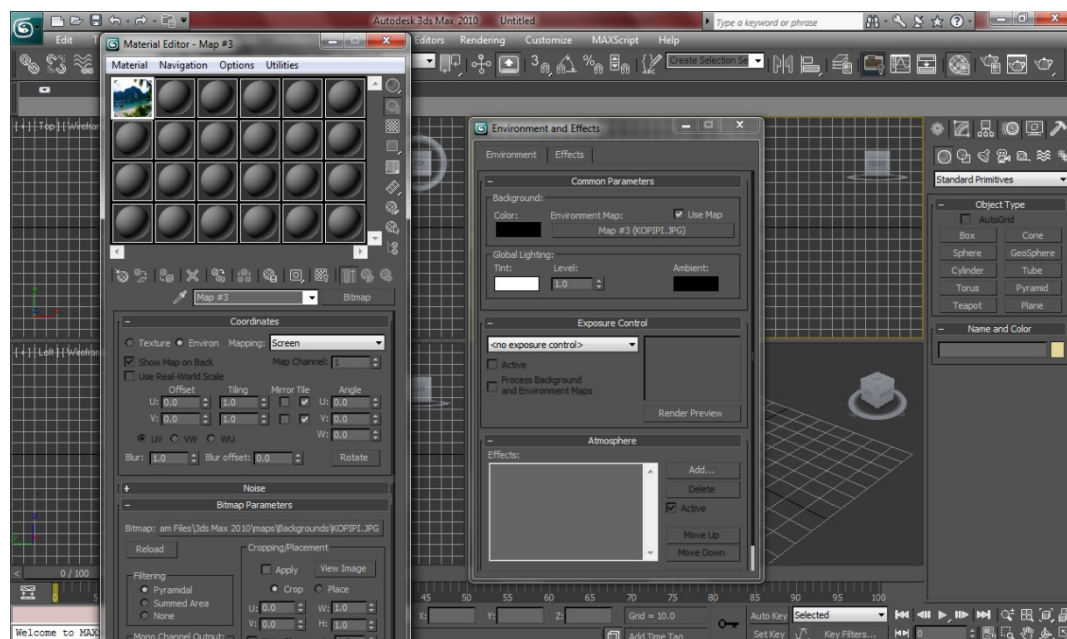 Autodesk 3ds Max 2010 Untitled
Type a keyword or phrase
Edit T
Editors Rendering Customize MAXScript Help
Create Selection Se
Material Editor - Map #3
Material Navigation Options Utilities
Map #3
Bitmap
Coordinates
Texture Environ Mapping: Screen
Show Map on Back Map Channel: 1
Use Real-World Scale
Offset Tiling Mirror Tile Angle
U: 0.0 1.0 U: 0.0
V: 0.0 1.0 V: 0.0
UV VW WU W: 0.0
Blur: 1.0 Blur offset: 0.0 Rotate
Noise
Bitmap Parameters
Bitmap: am Files\3ds Max 2010\maps\Backgrounds\KOPIPI.JPG
Reload
Cropping/Placement
Apply View Image
Filtering
Pyramidal
Summed Area
None
Crop Place
U: 0.0 W: 1.0
V: 0.0 H: 1.0
Mono Channel Output:
[ + ] [ Top ] [ Wirefram
[ + ] [ Left ] [ Wirefram
FRONT
Environment and Effects
Environment Effects
Common Parameters
Background:
Color: Environment Map: Use Map
Map #3 (KOPIPI.JPG)
Global Lighting:
Tint: Level: Ambient:
1.0
Exposure Control
<no exposure control>
Active
Process Background
and Environment Maps
Render Preview
Atmosphere
Effects:
Add...
Delete
Active
Move Up
Move Down
Standard Primitives
Object Type
AutoGrid
Box Cone
Sphere GeoSphere
Cylinder Tube
Torus Pyramid
Teapot Plane
Name and Color
0 / 100
5
45 50 55 60 65 70 75 80 85 90 95 100
X: Y: Z: Grid = 10.0
Auto Key Selected
Welcome to MAX
Add Time Tag
Set Key Key Filters...
0